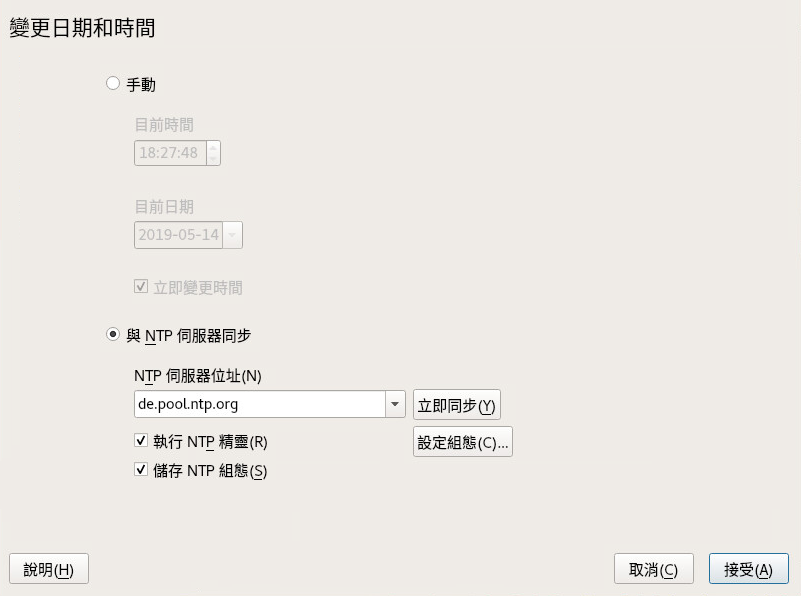 變更日期和時間
手動
目前時間
18:27:48
目前日期
2019-05-14
立即變更時間
與 NTP 伺服器同步
NTP 伺服器位址(N)
de.pool.ntp.org
立即同步(Y)
執行 NTP 精靈(R)
設定組態(C)...
儲存 NTP 組態(S)
說明(H)
取消(C)
接受(A)